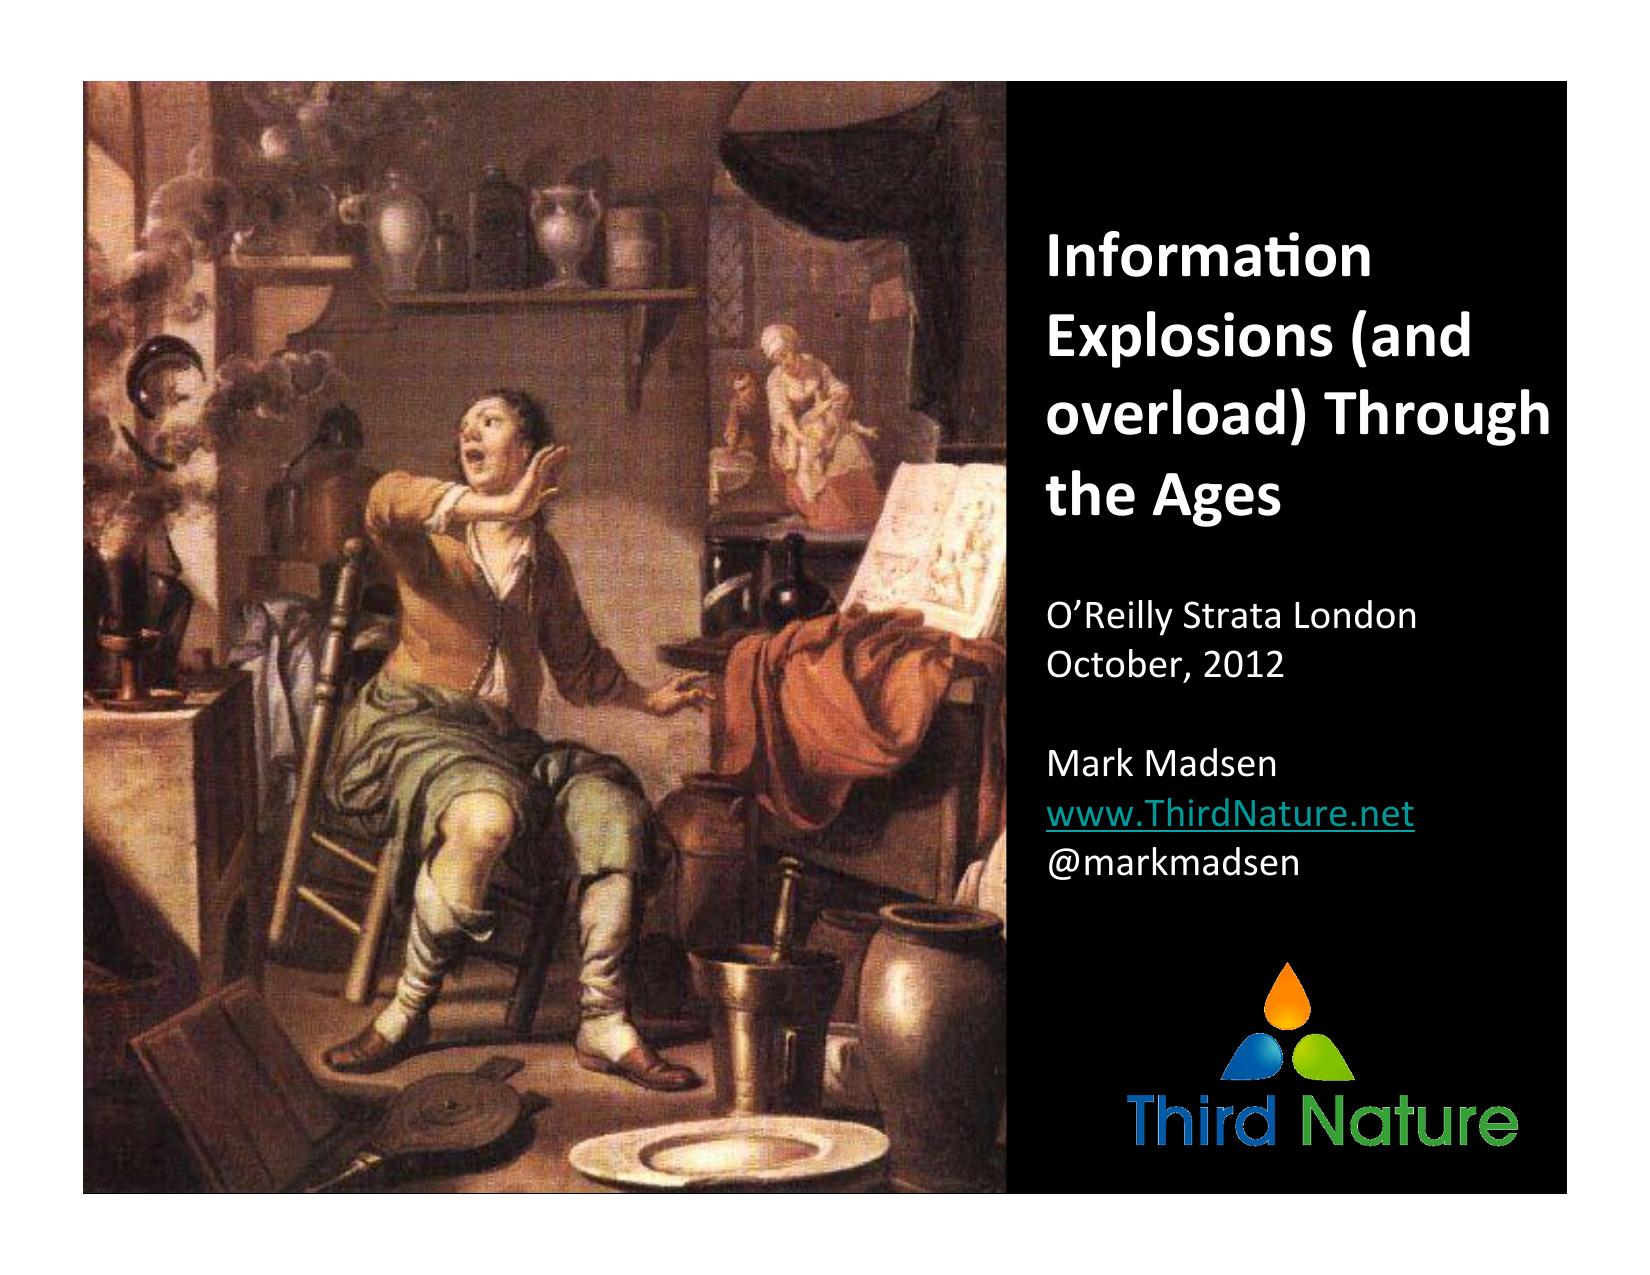 Information
Explosions (and
overload) Through
the Ages
O’Reilly Strata London
October, 2012
Mark Madsen
www.ThirdNature.net
@markmadsen
Third Nature